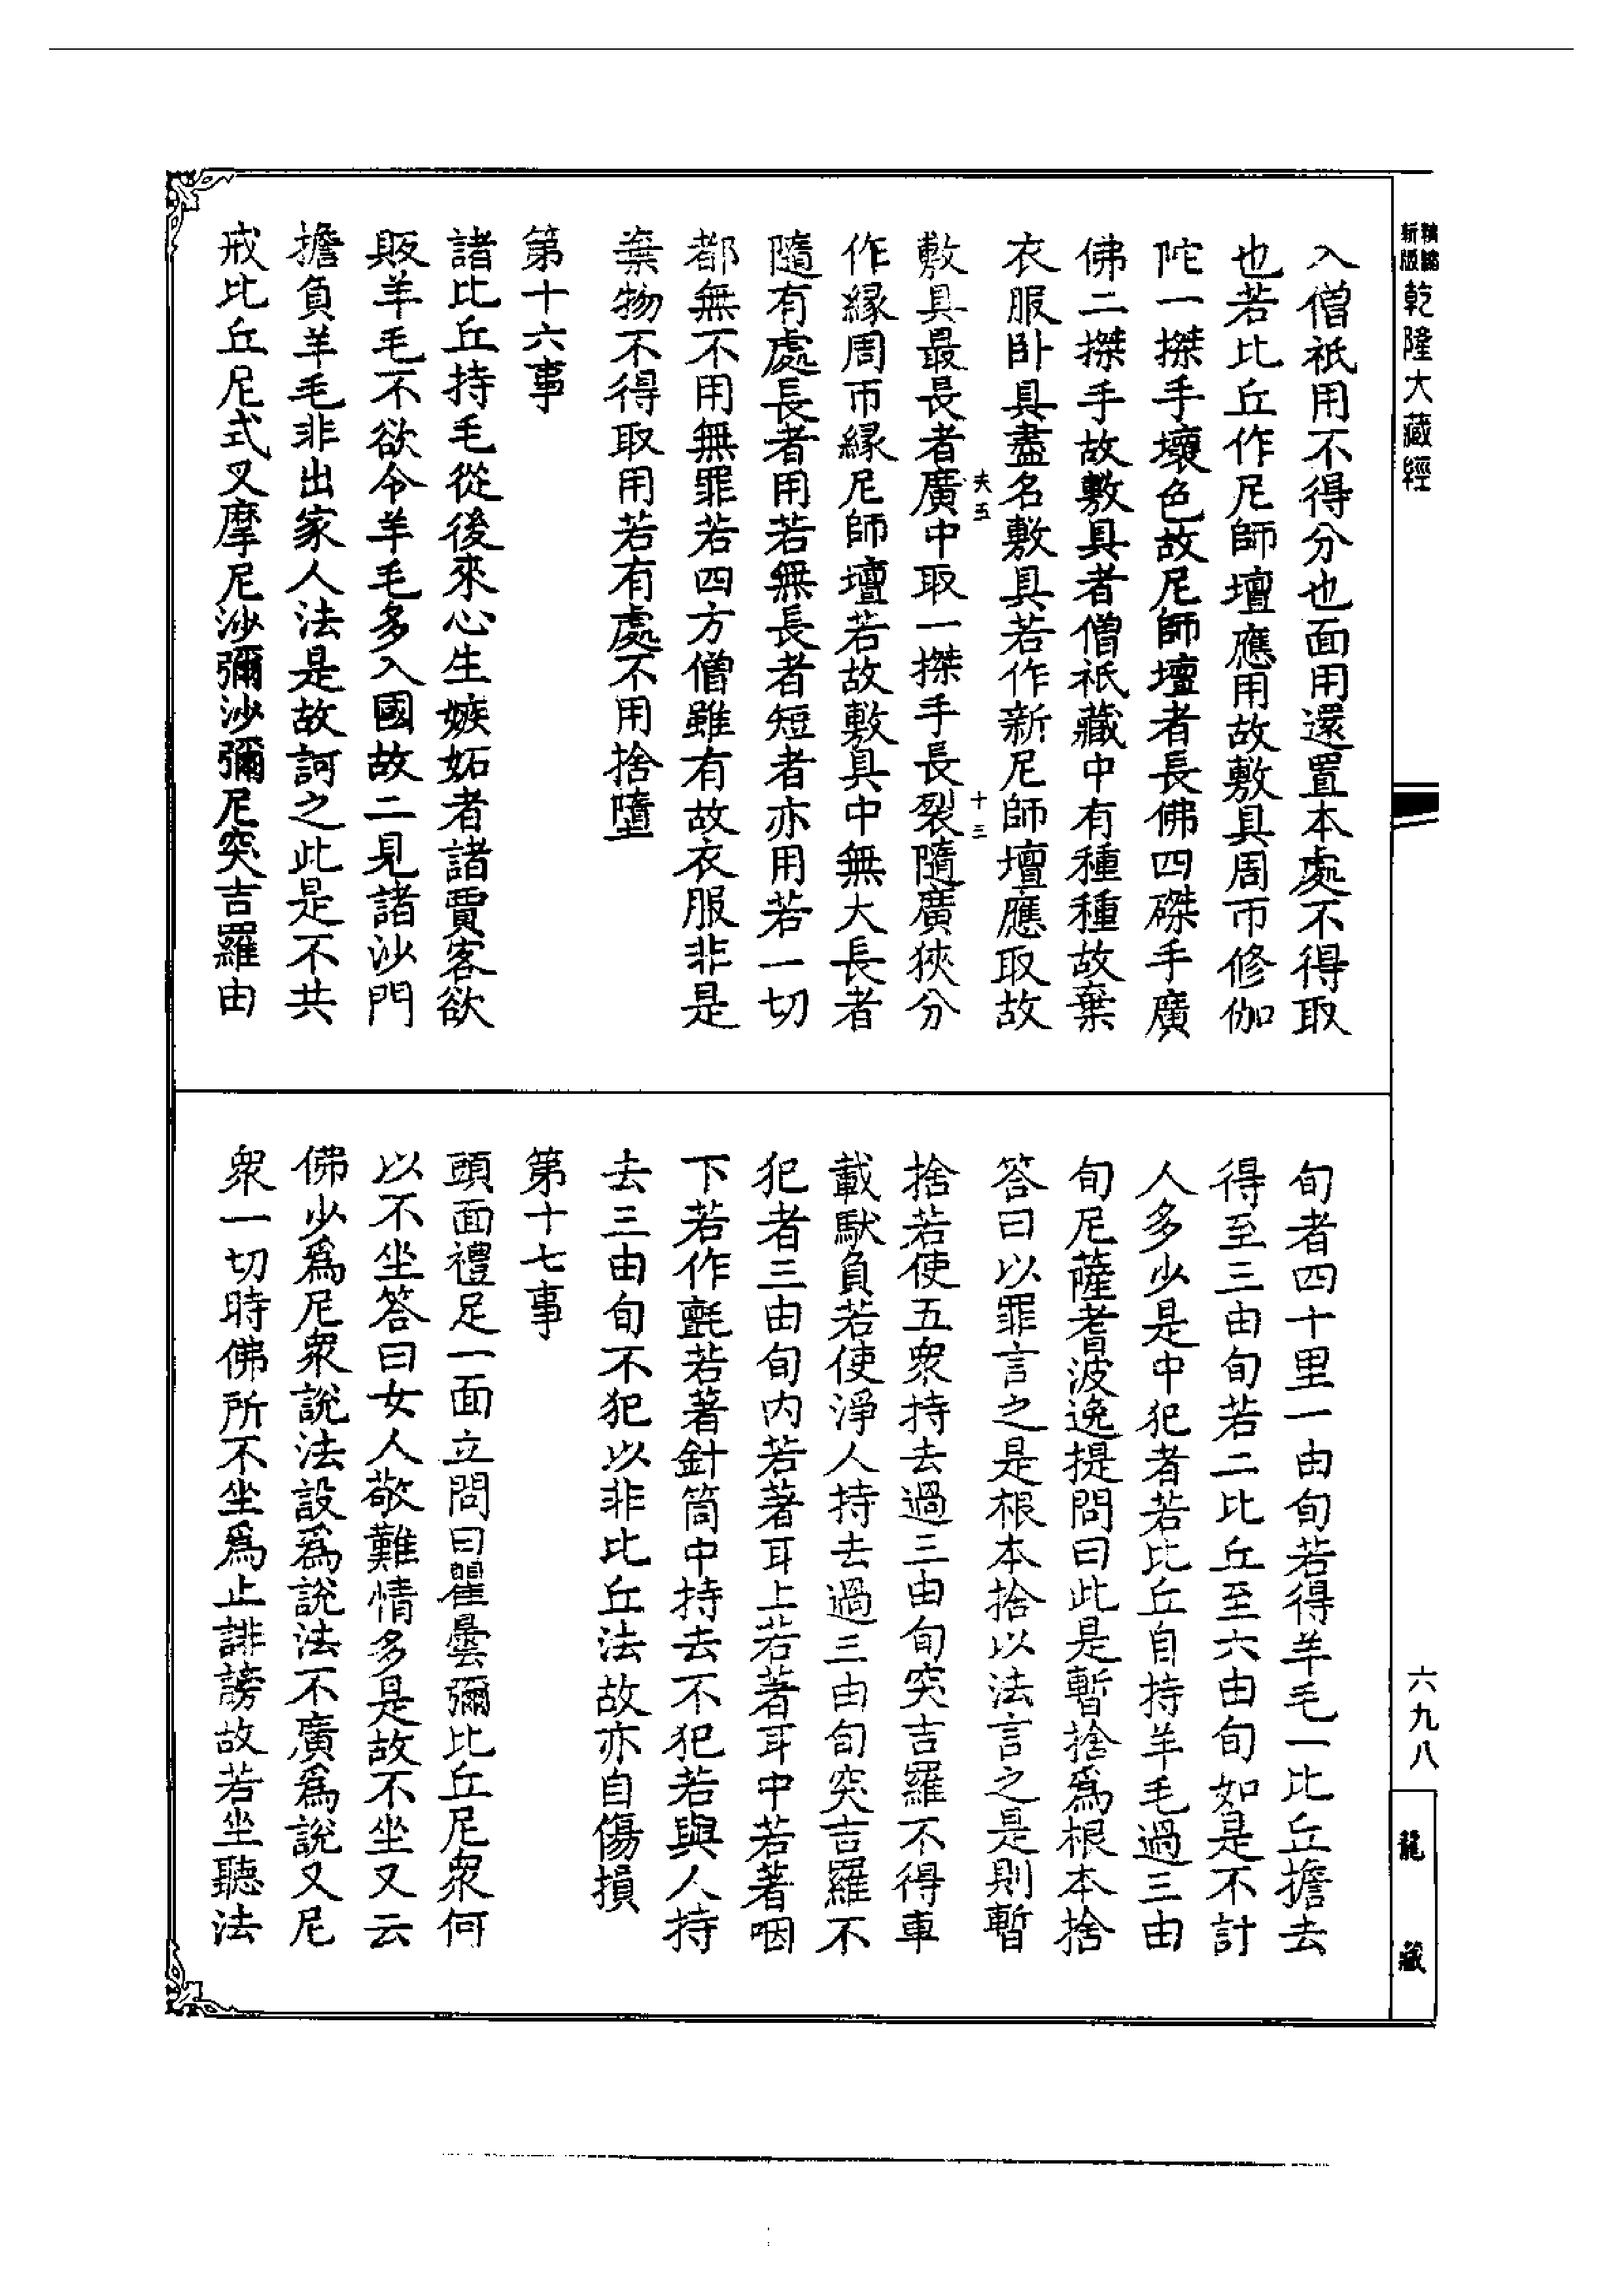 新版
精縮
乾隆大藏經
入僧祇用不得分也面用還置本處不得取
也若比丘作尼師壇應用故敷具周帀修伽
陀一搩手壞色故尼師壇者長佛四磔手廣
佛二搩手故敷具者僧祇藏中有種種故棄
衣服卧具盡名敷具若作新尼師壇應取故
夫五
十三
敷具最長者廣中取一搩手長裂隨廣狹分
作緣周帀緣尼師壇若故敷具中無大長者
隨有處長者用若無長者短者亦用若一切
都無不用無罪若四方僧雖有故衣服非是
棄物不得取用若有處不用捨墮
第十六事
諸比丘持毛從後來心生嫉妬者諸賈客欲
販羊毛不欲令羊毛多入國故二見諸沙門
擔負羊毛非出家人法是故訶之此是不共
戒比丘尼式叉摩尼沙彌沙彌尼突吉羅由
旬者四十里一由旬若得羊毛一比丘擔去
得至三由旬若二比丘至六由旬如是不計
人多少是中犯者若比丘自持羊毛過三由
旬尼薩耆波逸提問曰此是暫捨爲根本捨
答曰以罪言之是根本捨以法言之是則暫
捨若使五衆持去過三由旬突吉羅不得車
載馱負若使淨人持去過三由旬突吉羅不
犯者三由旬内若著耳上若著耳中若著咽
下若作氎若著針筒中持去不犯若與人持
去三由旬不犯以非比丘法故亦自傷損
第十七事
頭面禮足一面立問曰瞿曇彌比丘尼衆何
以不坐答曰女人敬難情多是故不坐又云
佛少爲尼衆説法設爲説法不廣爲説又尼
衆一切時佛所不坐爲止誹謗故若坐聽法
六九八
龍藏